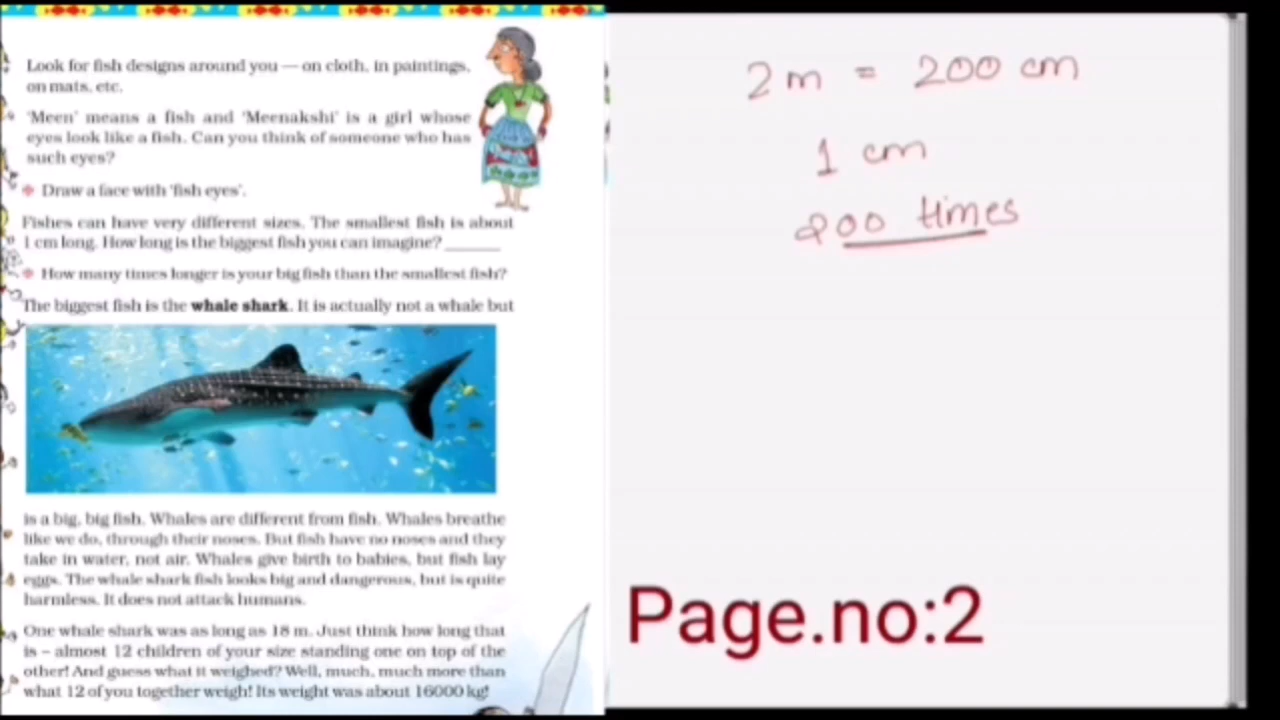 Look for fish designs around you — on cloth, in paintings,
on mats, etc.
'Meen' means a fish and 'Meenakshi' is a girl whose
eyes look like a fish. Can you think of someone who has
such eyes?
Draw a face with 'fish eyes'.
Fishes can have very different sizes. The smallest fish is about
1 cm long. How long is the biggest fish you can imagine? ______
How many times longer is your big fish than the smallest fish?
The biggest fish is the whale shark. It is actually not a whale but
is a big, big fish. Whales are different from fish. Whales breathe
like we do, through their noses. But fish have no noses and they
take in water, not air. Whales give birth to babies, but fish lay
eggs. The whale shark fish looks big and dangerous, but is quite
harmless. It does not attack humans.
One whale shark was as long as 18 m. Just think how long that
is – almost 12 children of your size standing one on top of the
other! And guess what it weighed? Well, much, much more than
what 12 of you together weigh! Its weight was about 16000 kg!
2 m = 200 cm
1 cm
200 times
Page.no:2